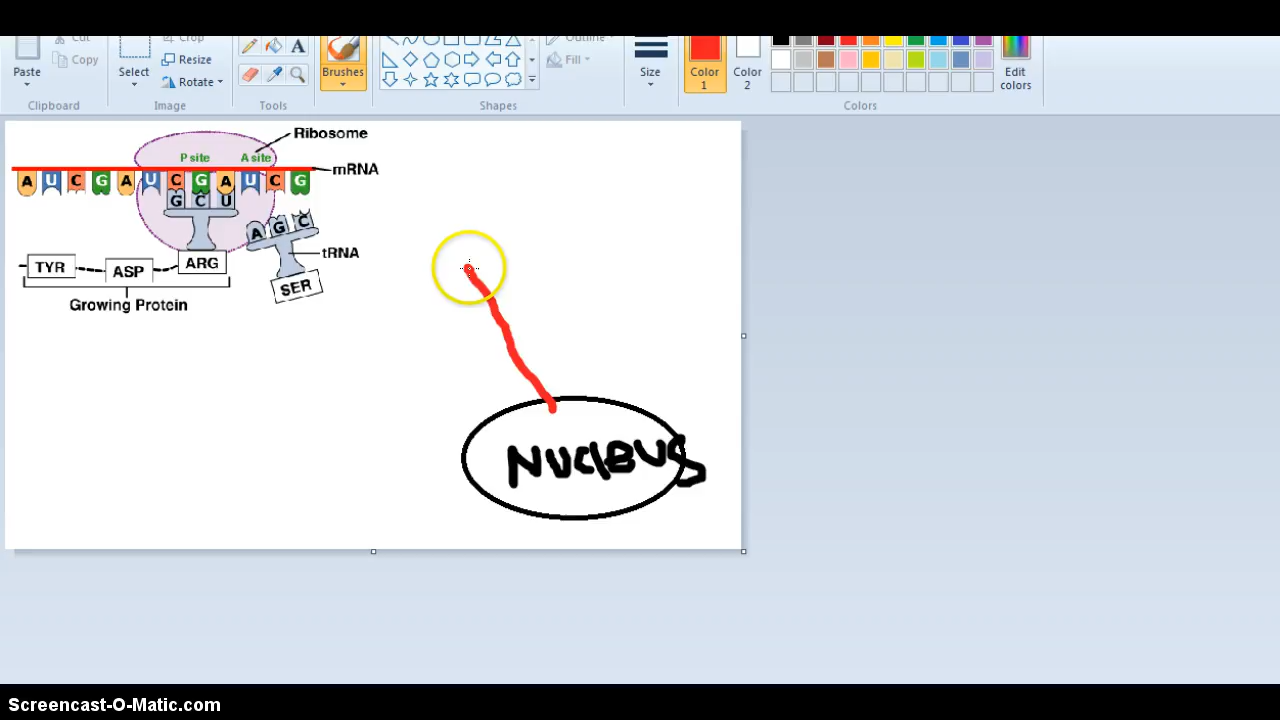 Cut
Crop
Outline
Paste
Copy
Select
Resize
Rotate
Brushes
Fill
Size
Color 1
Color 2
Edit colors
Clipboard
Image
Tools
Shapes
Colors
Ribosome
P site
A site
mRNA
A U C G A U C G A U C G
G C U
A G C
tRNA
TYR
ASP
ARG
SER
Growing Protein
NUCLEUS
Screencast-O-Matic.com